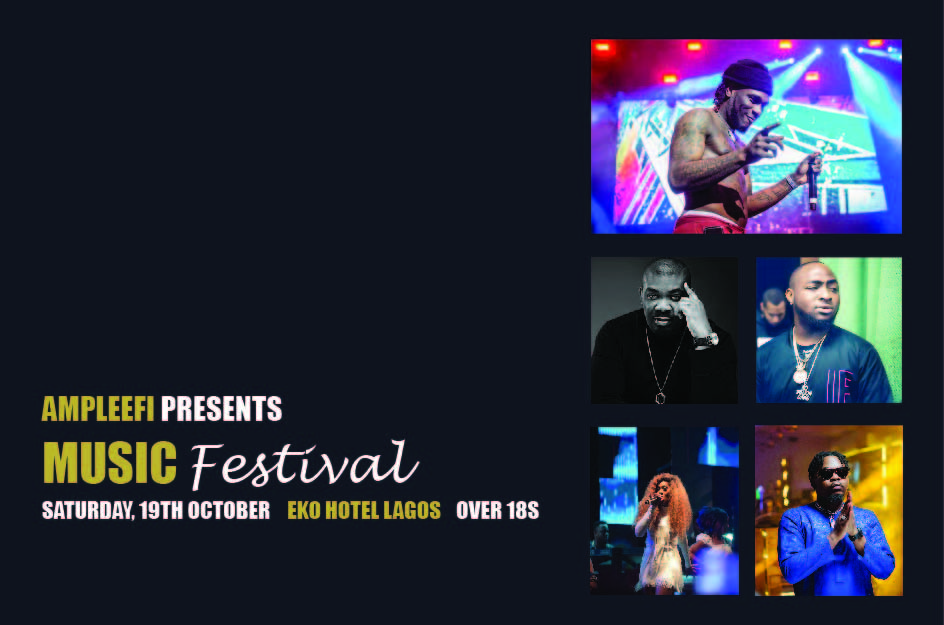 AMPLEEFI PRESENTS
MUSIC Festival
SATURDAY, 19TH OCTOBER EKO HOTEL LAGOS OVER 18S